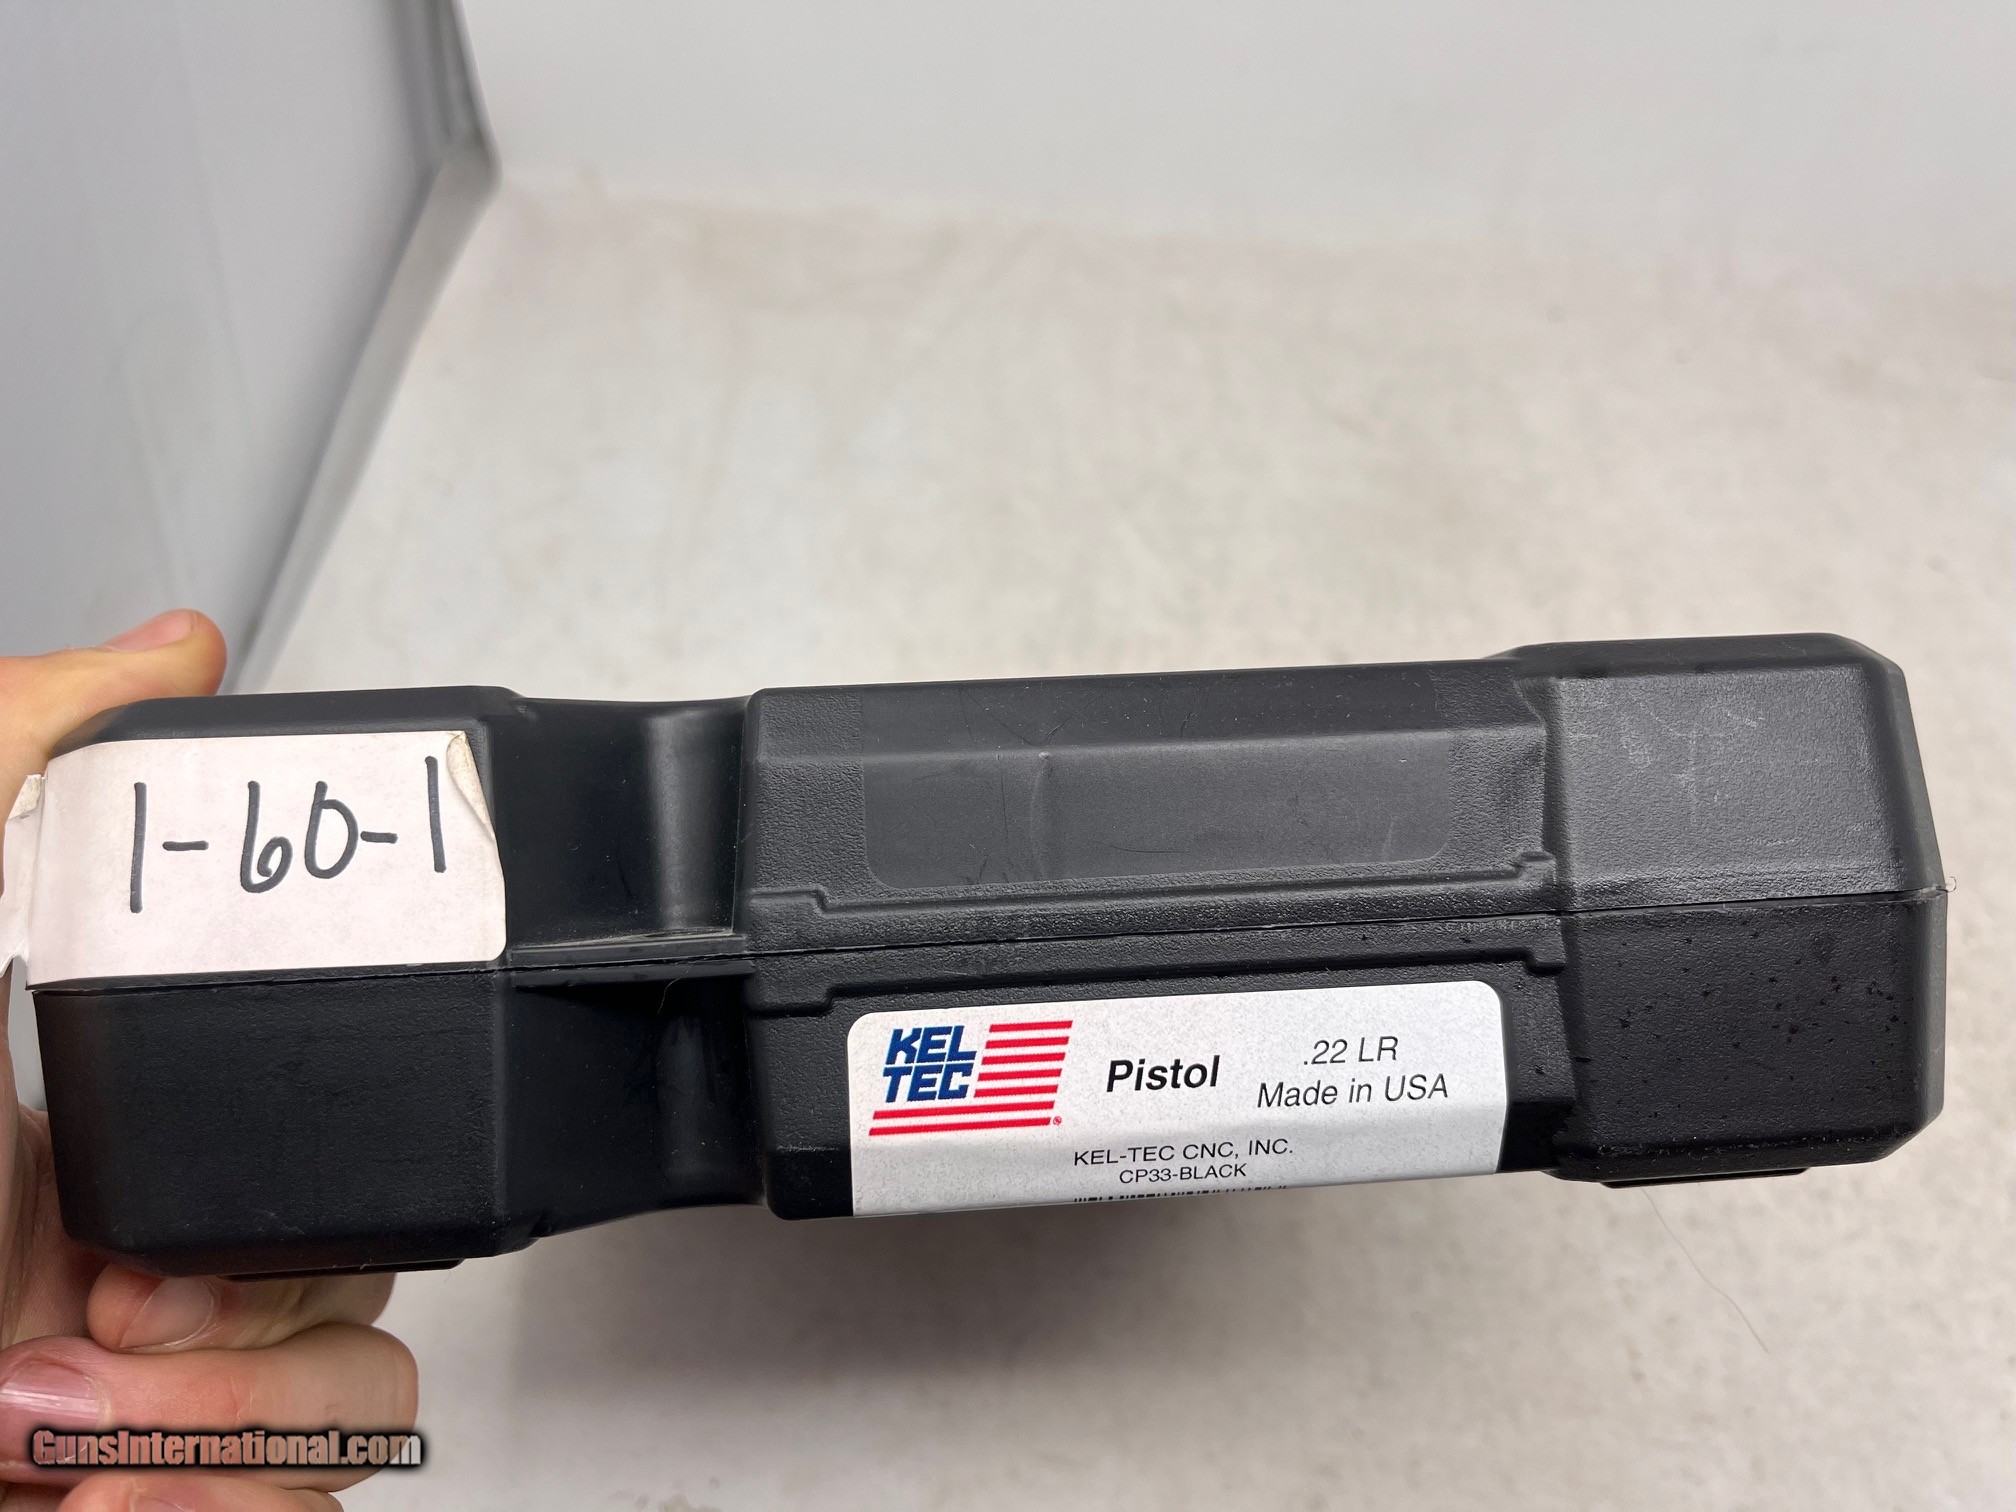 1-60-1
KEL
TEC
Pistol
.22 LR
Made in USA
KEL-TEC CNC, INC.
CP33-BLACK
GunsInternational.com